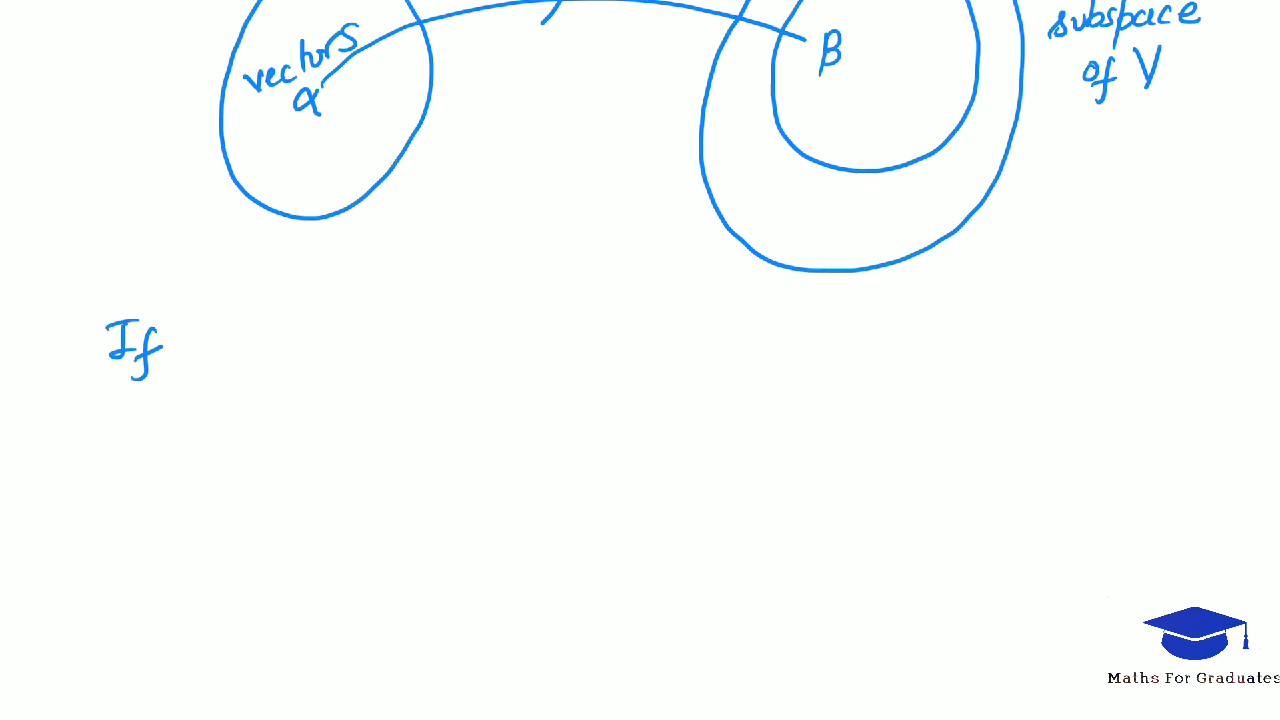 vectors
α
β
subspace
of V
If
Maths For Graduates